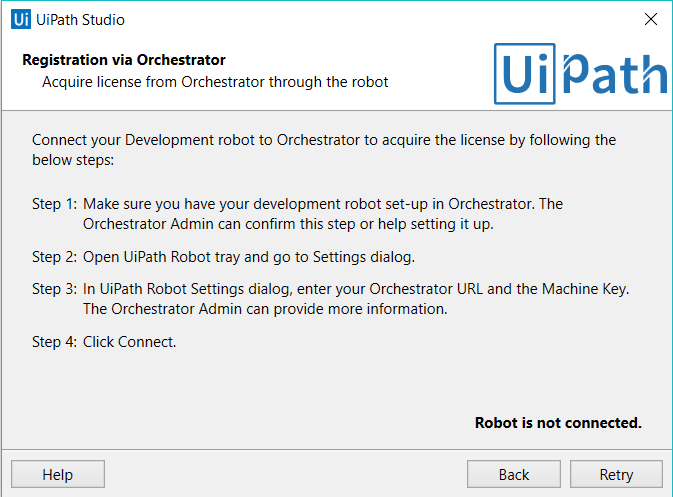 Ui UiPath Studio
Registration via Orchestrator
Acquire license from Orchestrator through the robot
UiPath
Connect your Development robot to Orchestrator to acquire the license by following the
below steps:
Step 1: Make sure you have your development robot set-up in Orchestrator. The
Orchestrator Admin can confirm this step or help setting it up.
Step 2: Open UiPath Robot tray and go to Settings dialog.
Step 3: In UiPath Robot Settings dialog, enter your Orchestrator URL and the Machine Key.
The Orchestrator Admin can provide more information.
Step 4: Click Connect.
Robot is not connected.
Help Back Retry